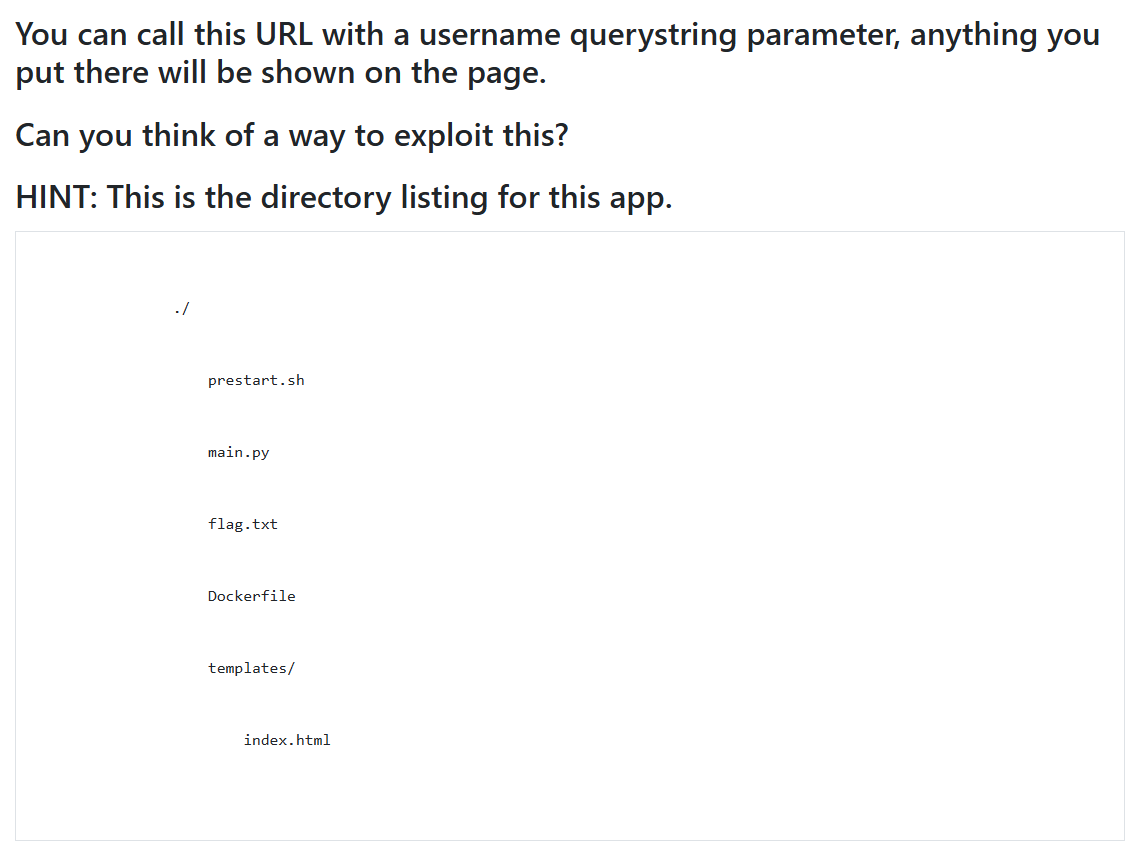 You can call this URL with a username querystring parameter, anything you
put there will be shown on the page.
Can you think of a way to exploit this?
HINT: This is the directory listing for this app.
./
prestart.sh
main.py
flag.txt
Dockerfile
templates/
index.html